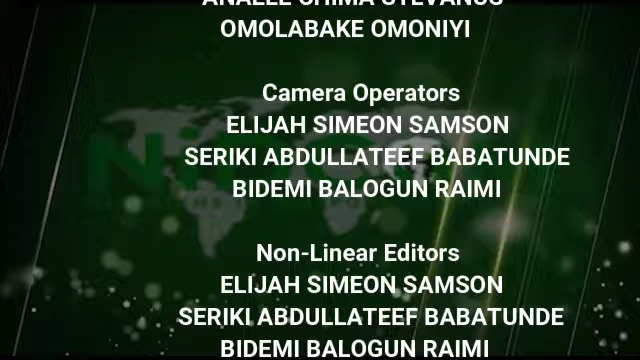 OMOLABAKE OMONIYI
Camera Operators
ELIJAH SIMEON SAMSON
SERIKI ABDULLATEEF BABATUNDE
BIDEMI BALOGUN RAIMI
Non-Linear Editors
ELIJAH SIMEON SAMSON
SERIKI ABDULLATEEF BABATUNDE
BIDEMI BALOGUN RAIMI